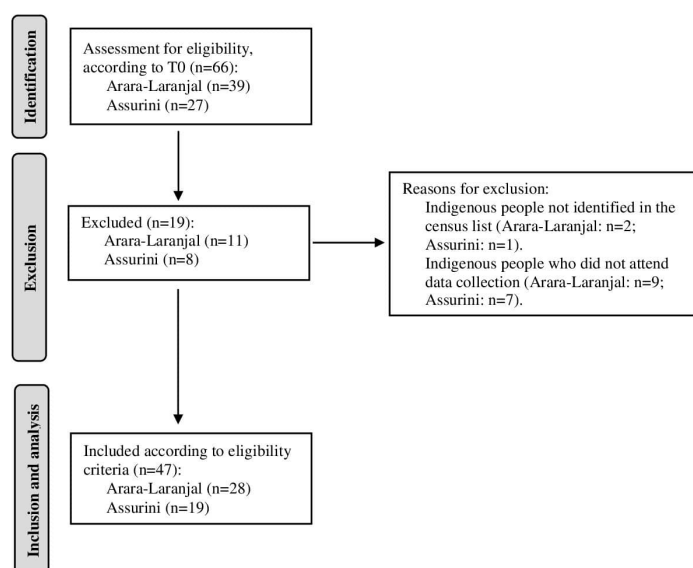 Identification
Assessment for eligibility,
according to T0 (n=66):
Arara-Laranjal (n=39)
Assurini (n=27)
Exclusion
Excluded (n=19):
Arara-Laranjal (n=11)
Assurini (n=8)
Reasons for exclusion:
Indigenous people not identified in the
census list (Arara-Laranjal: n=2;
Assurini: n=1).
Indigenous people who did not attend
data collection (Arara-Laranjal: n=9;
Assurini: n=7).
Inclusion and analysis
Included according to eligibility
criteria (n=47):
Arara-Laranjal (n=28)
Assurini (n=19)